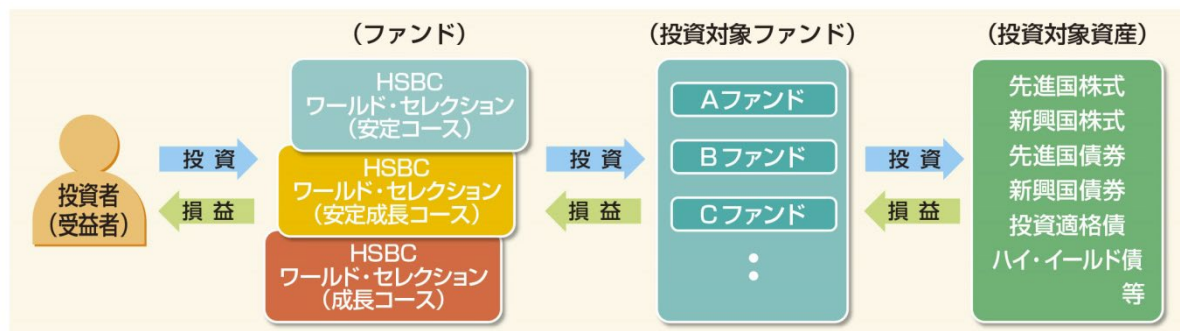 （ファンド）
（投資対象ファンド）
（投資対象資産）
投資者
（受益者）
投 資
損 益
HSBC
ワールド・セレクション
（安定コース）
HSBC
ワールド・セレクション
（安定成長コース）
HSBC
ワールド・セレクション
（成長コース）
投 資
損 益
Aファンド
Bファンド
Cファンド
：
投 資
損 益
先進国株式
新興国株式
先進国債券
新興国債券
投資適格債
ハイ・イールド債
等